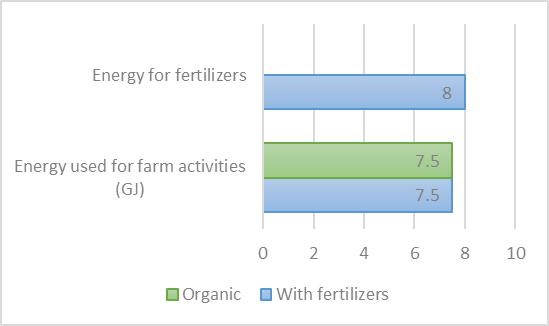 Energy for fertilizers
8
Energy used for farm activities
(GJ)
7.5
7.5
0 2 4 6 8 10
Organic With fertilizers